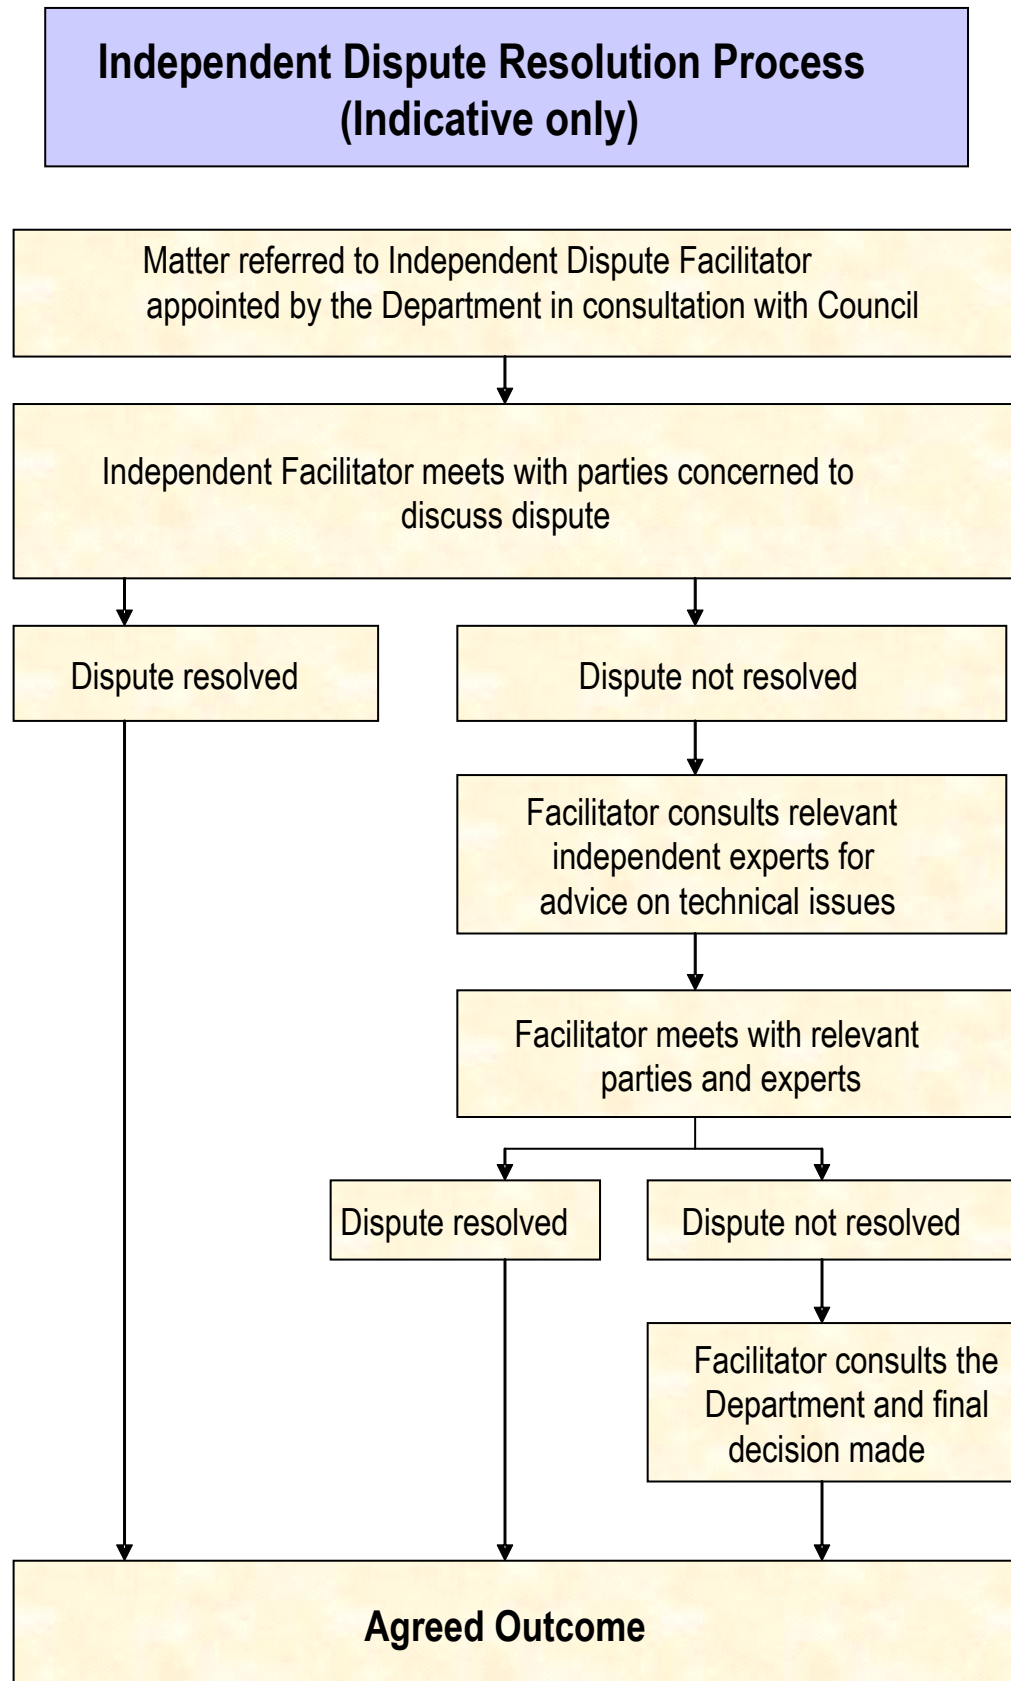 Independent Dispute Resolution Process
(Indicative only)
Matter referred to Independent Dispute Facilitator
appointed by the Department in consultation with Council
Independent Facilitator meets with parties concerned to
discuss dispute
Dispute resolved
Dispute not resolved
Facilitator consults relevant
independent experts for
advice on technical issues
Facilitator meets with relevant
parties and experts
Dispute resolved
Dispute not resolved
Facilitator consults the
Department and final
decision made
Agreed Outcome